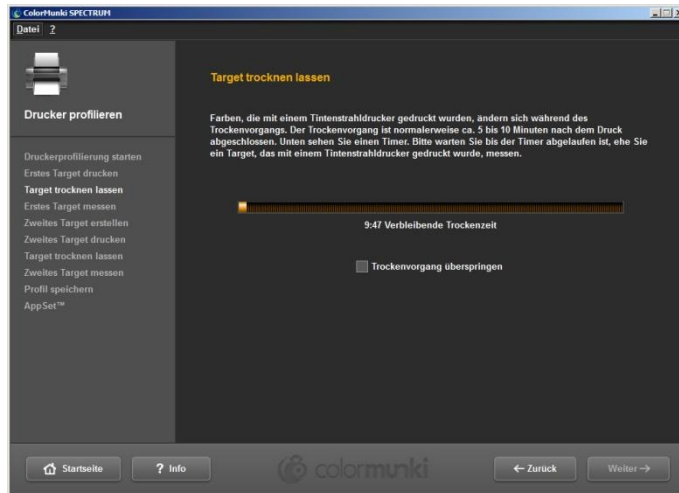 ColorMunki SPECTRUM
Datei ?
Drucker profilieren
Druckerprofilierung starten
Erstes Target drucken
Target trocknen lassen
Erstes Target messen
Zweites Target erstellen
Zweites Target drucken
Target trocknen lassen
Zweites Target messen
Profil speichern
AppSet™
Target trocknen lassen
Farben, die mit einem Tintenstrahldrucker gedruckt wurden, ändern sich während des
Trockenvorgangs. Der Trockenvorgang ist normalerweise ca. 5 bis 10 Minuten nach dem Druck
abgeschlossen. Unten sehen Sie einen Timer. Bitte warten Sie bis der Timer abgelaufen ist, ehe Sie
ein Target, das mit einem Tintenstrahldrucker gedruckt wurde, messen.
9:47 Verbleibende Trockenzeit
Trockenvorgang überspringen
Startseite
? Info
colormunki
← Zurück
Weiter →